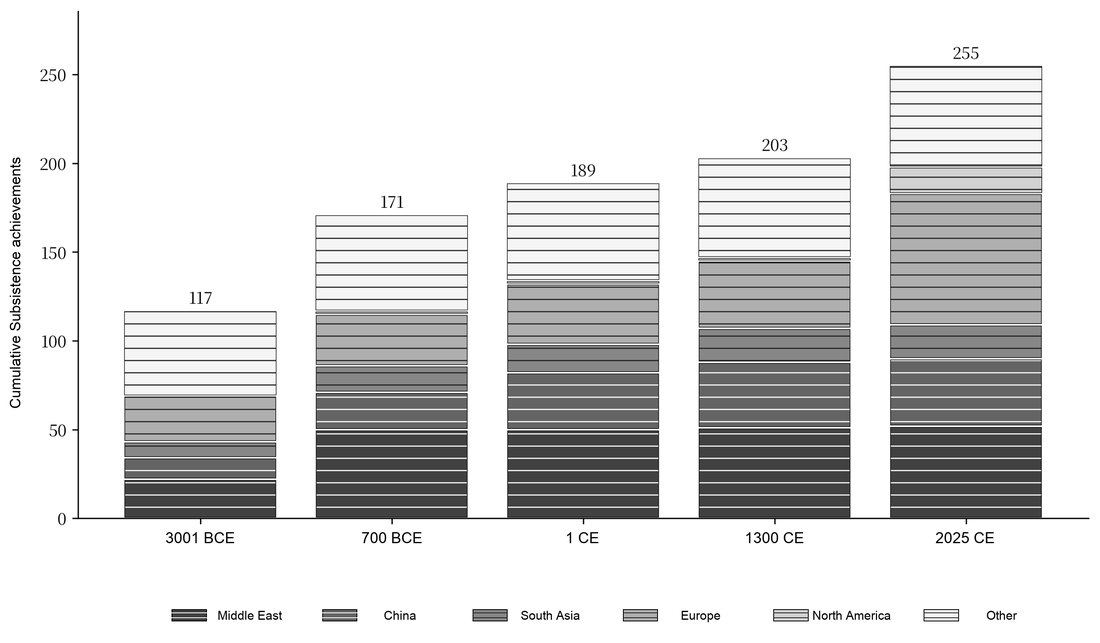 Cumulative Subsistence achievements
250
200
150
100
50
0
117
171
189
203
255
3001 BCE
700 BCE
1 CE
1300 CE
2025 CE
Middle East
China
South Asia
Europe
North America
Other